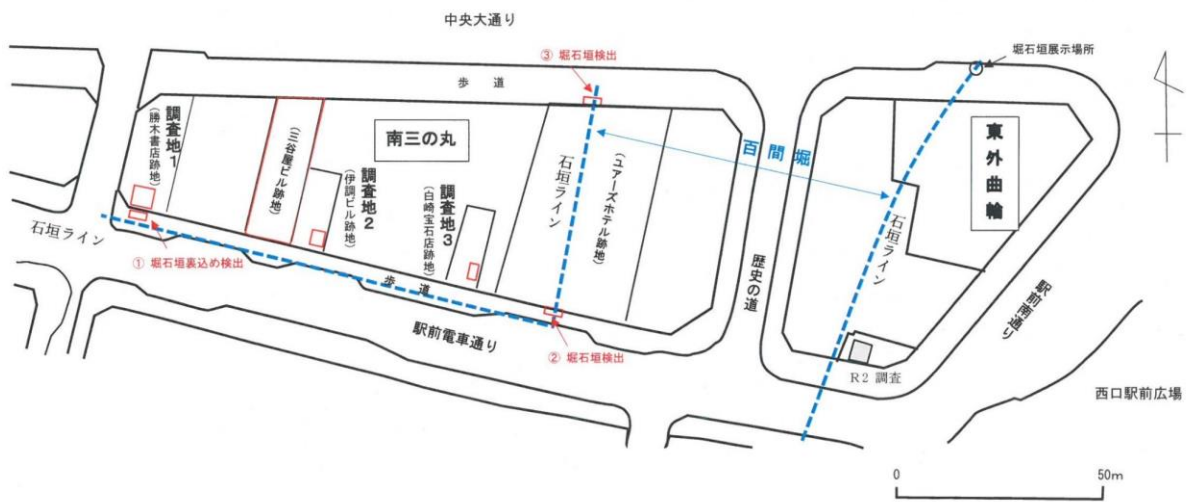 中央大通り
③ 堀石垣検出
堀石垣展示場所
歩　道
調査地1
(勝木書店跡地)
(三谷屋ビル跡地)
南三の丸
調査地2
(伊調ビル跡地)
調査地3
(白崎宝石店跡地)
石垣ライン
(ユアーズホテル跡地)
百間堀
東外曲輪
石垣ライン
歴史の道
駅前南通り
石垣ライン
① 堀石垣裏込め検出
歩　道
駅前電車通り
② 堀石垣検出
R2 調査
西口駅前広場
0
50m